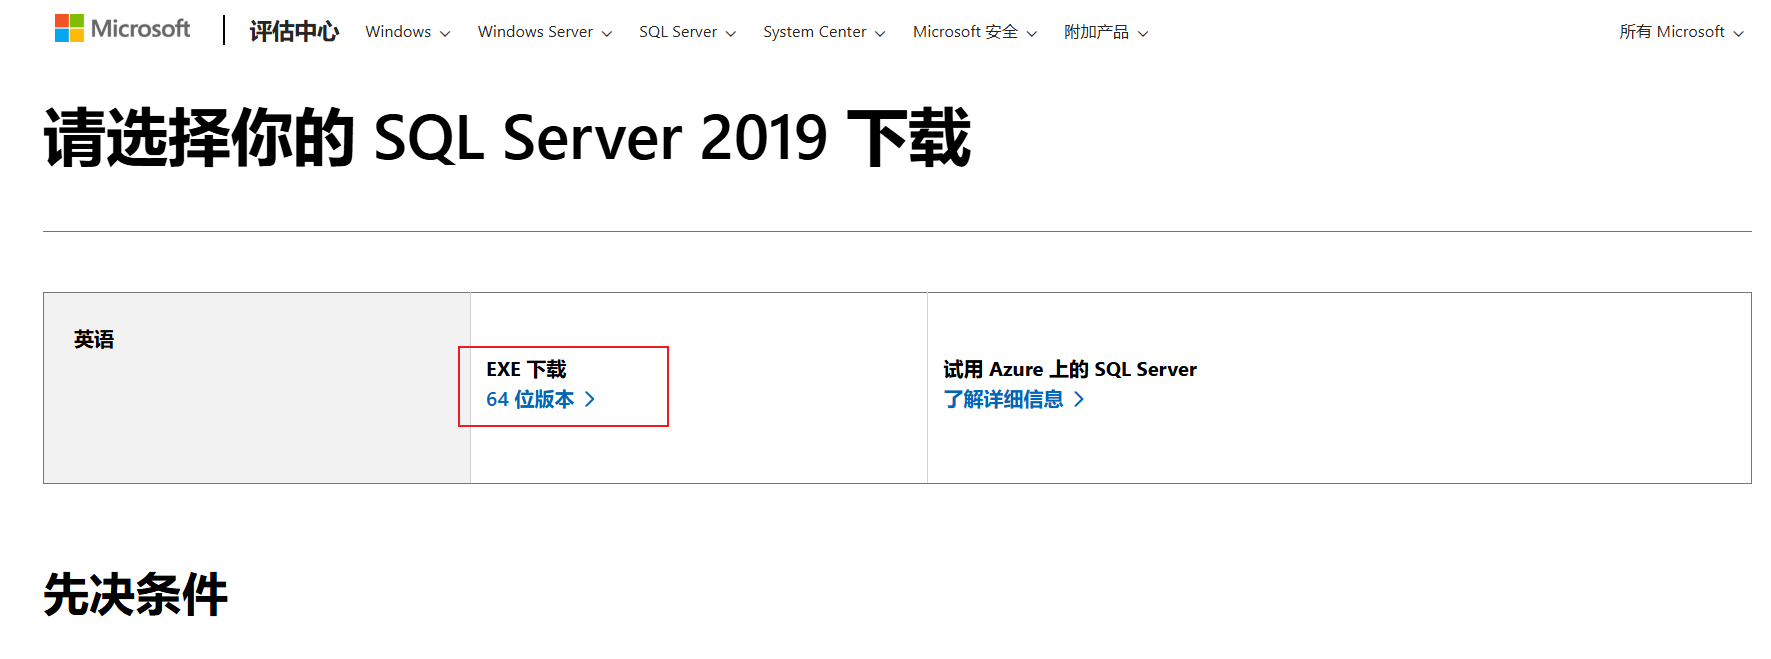 Microsoft 评估中心 Windows Windows Server SQL Server System Center Microsoft 安全 附加产品 所有 Microsoft
请选择你的 SQL Server 2019 下载
英语
EXE 下载
64 位版本
试用 Azure 上的 SQL Server
了解详细信息
先决条件